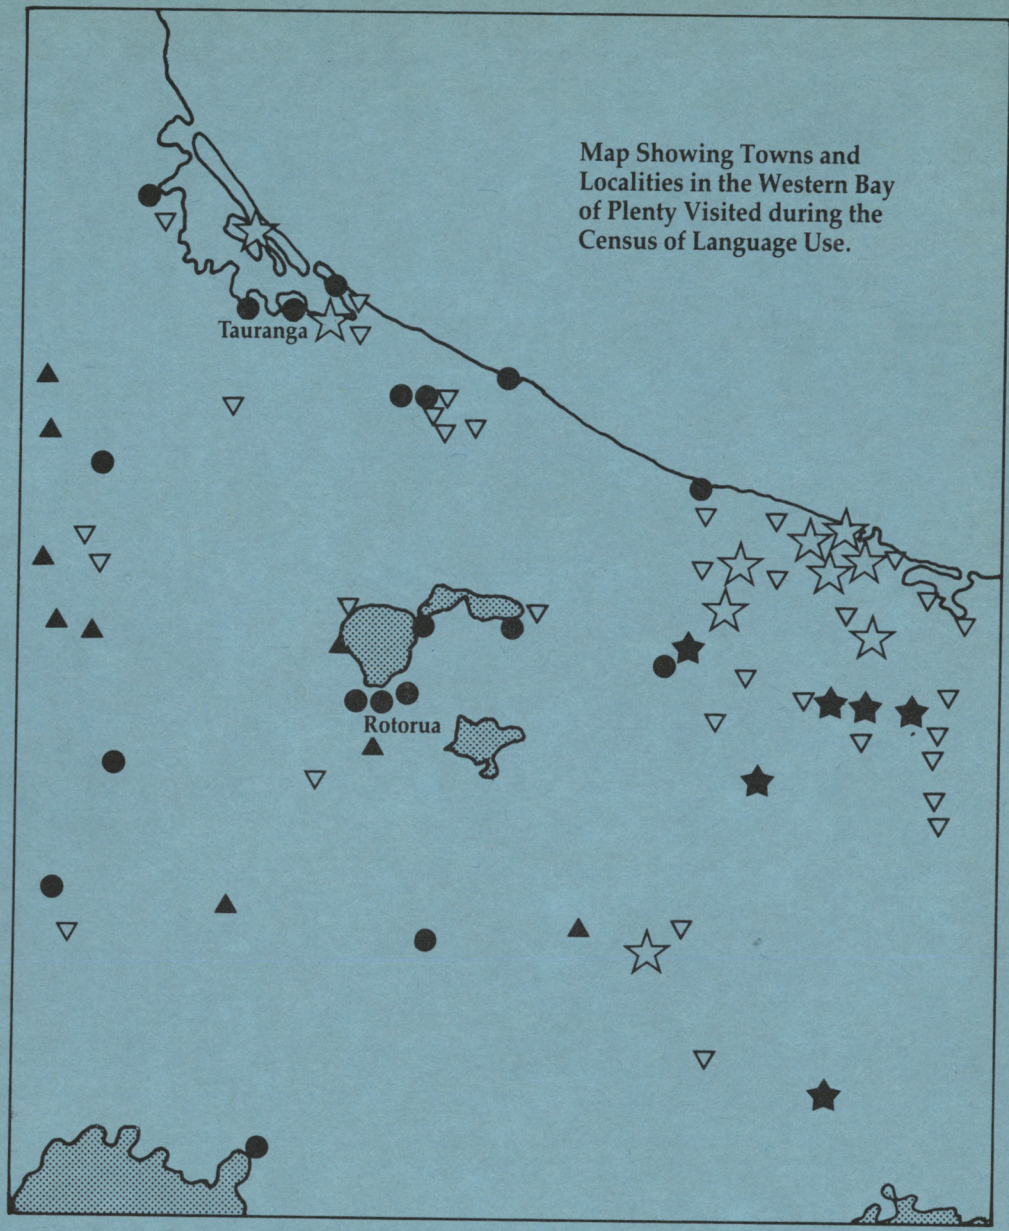 Map Showing Towns and
Localities in the Western Bay
of Plenty Visited during the
Census of Language Use.
Tauranga
Rotorua